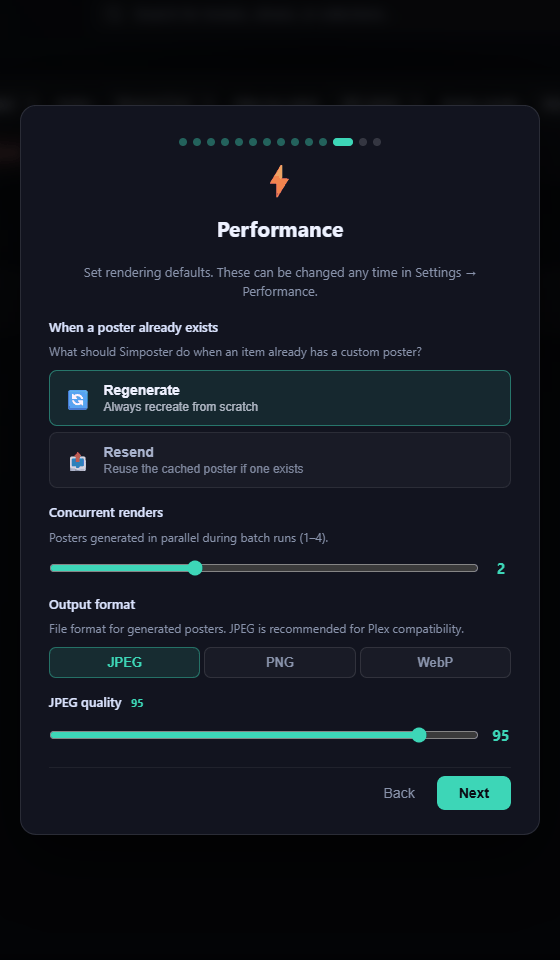 Performance
Set rendering defaults. These can be changed any time in Settings →
Performance.
When a poster already exists
What should Simposter do when an item already has a custom poster?
Regenerate
Always recreate from scratch
Resend
Reuse the cached poster if one exists
Concurrent renders
Posters generated in parallel during batch runs (1–4).
2
Output format
File format for generated posters. JPEG is recommended for Plex compatibility.
JPEG PNG WebP
JPEG quality 95
95
Back Next